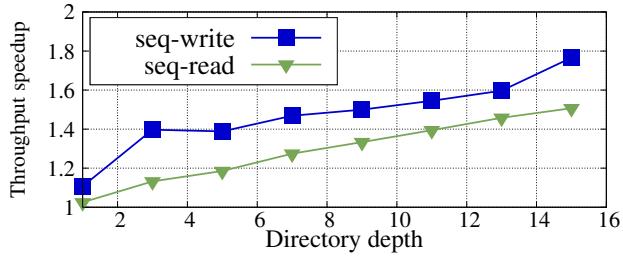 Throughput speedup
2
1.8
1.6
1.4
1.2
1
seq-write
seq-read
2 4 6 8 10 12 14 16
Directory depth